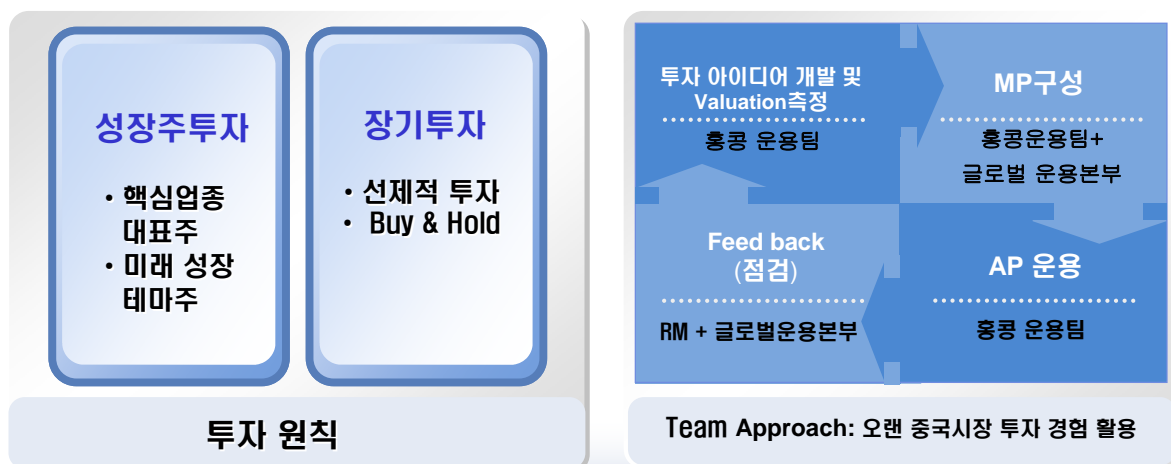 성장주투자
· 핵심업종
대표주
· 미래 성장
테마주
장기투자
· 선제적 투자
· Buy & Hold
투자 원칙
투자 아이디어 개발 및
Valuation측정
홍콩 운용팀
MP구성
홍콩운용팀+
글로벌 운용본부
Feed back
(점검)
RM + 글로벌운용본부
AP 운용
홍콩 운용팀
Team Approach: 오랜 중국시장 투자 경험 활용